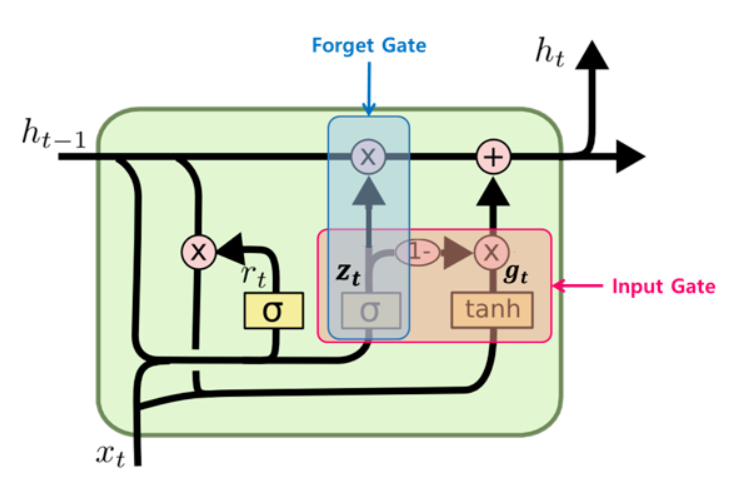 Forget Gate
h_t
h_{t-1}
x
+
x
1-
x
r_t
z_t
g_t
Input Gate
σ
σ
tanh
x_t